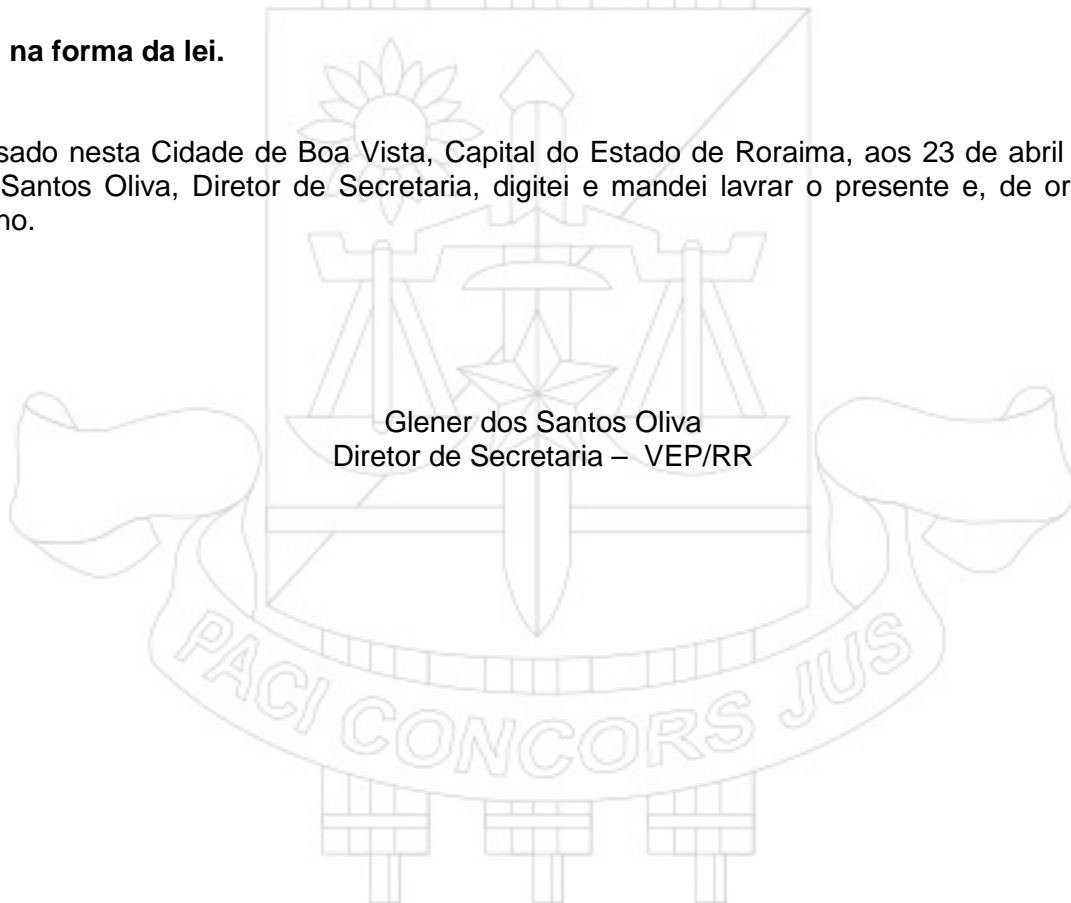 na forma da lei.
sado nesta Cidade de Boa Vista, Capital do Estado de Roraima, aos 23 de abril
Santos Oliva, Diretor de Secretaria, digitei e mandei lavrar o presente e, de or
no.
Glener dos Santos Oliva
Diretor de Secretaria – VEP/RR
PACI CONCORS JUS